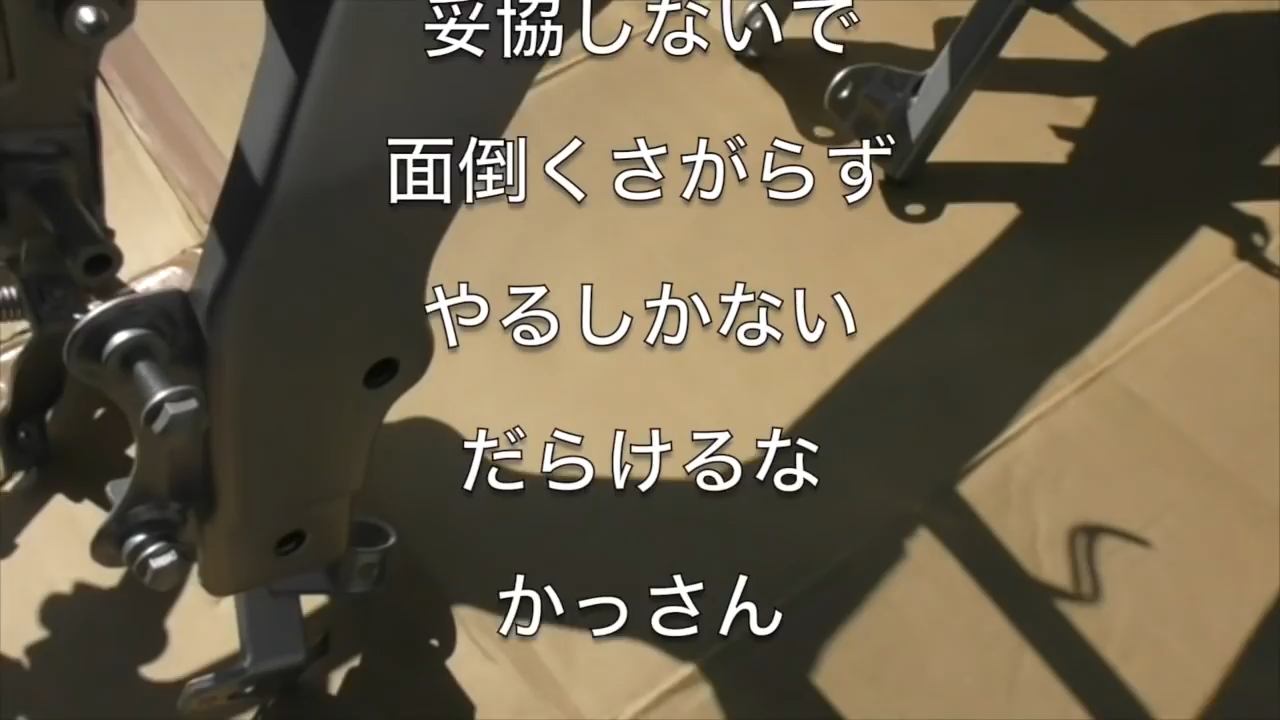 妥協しないで
面倒くさがらず
やるしかない
だらけるな
かっさん